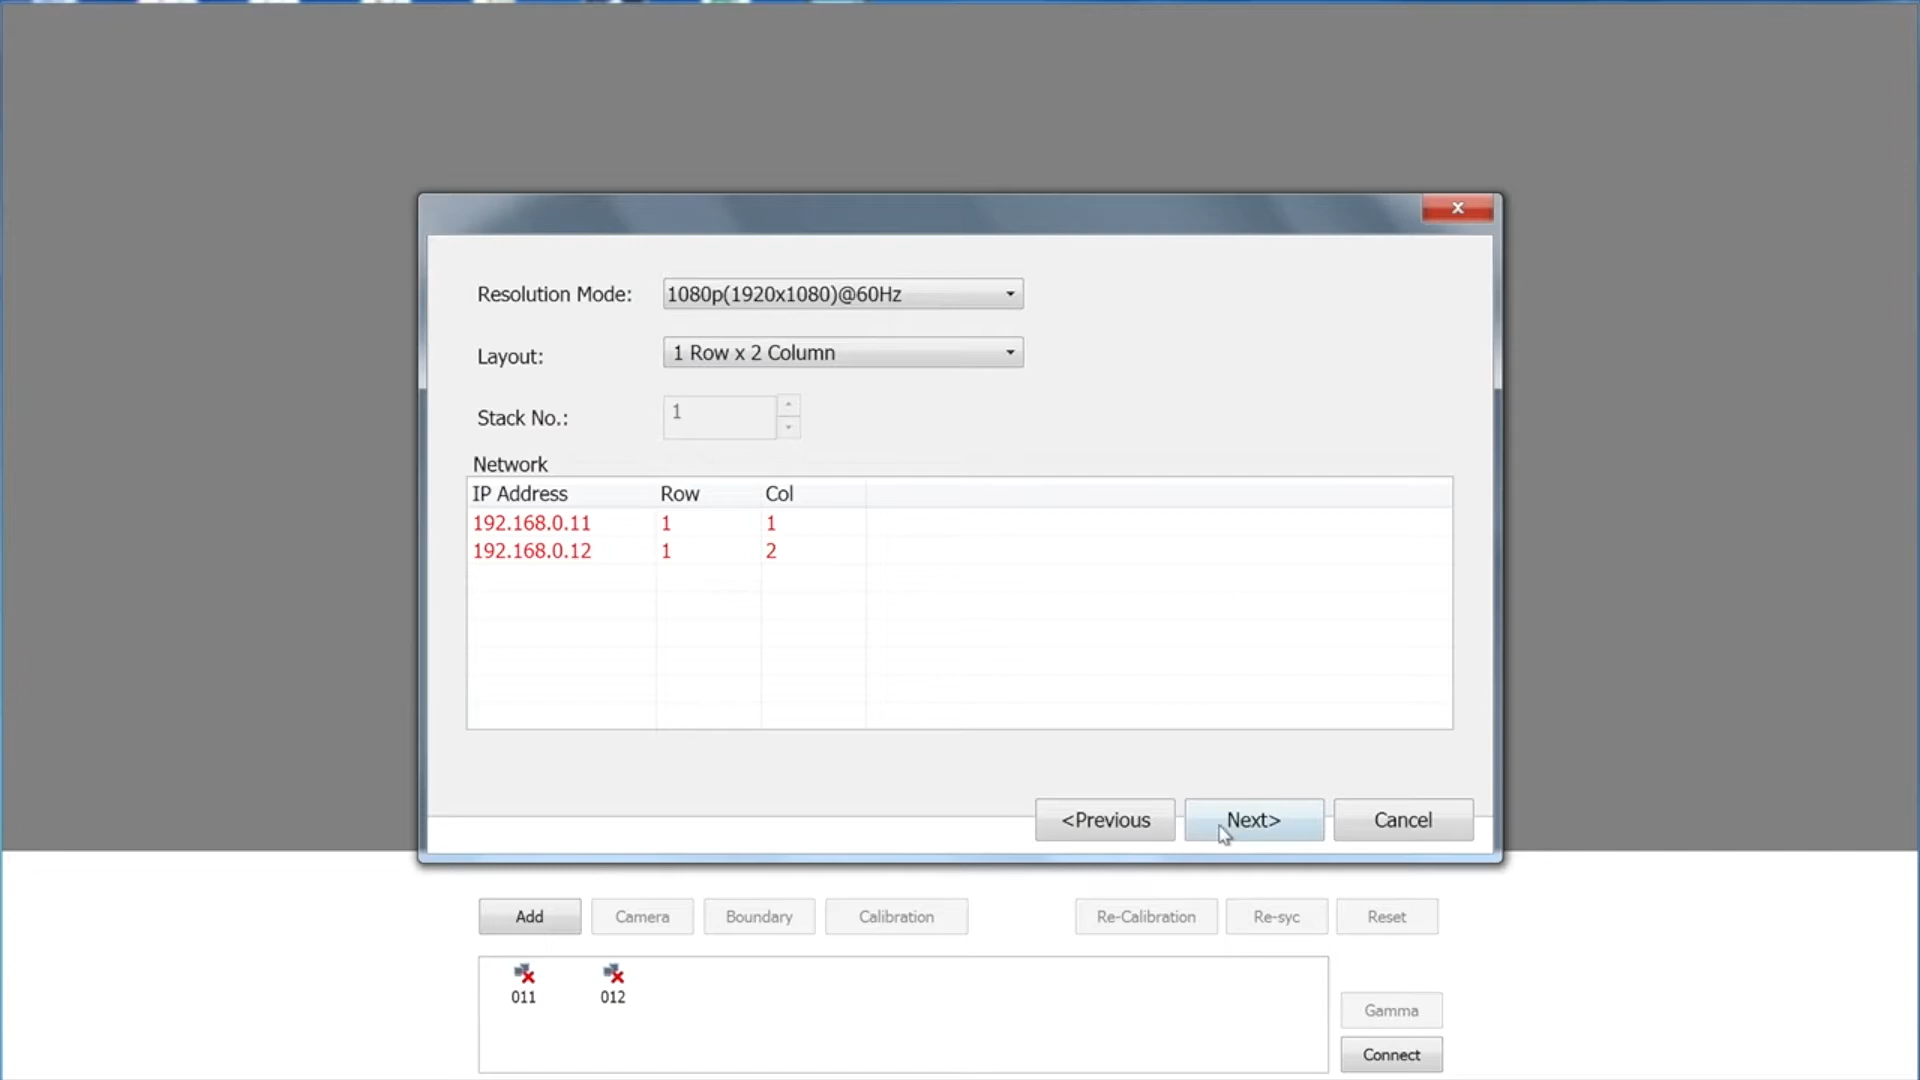 x
Resolution Mode: 1080p(1920x1080)@60Hz
Layout: 1 Row x 2 Column
Stack No.: 1
Network
IP Address Row Col
192.168.0.11 1 1
192.168.0.12 1 2
<Previous Next> Cancel
Add Camera Boundary Calibration Re-Calibration Re-syc Reset
011 012
Gamma
Connect